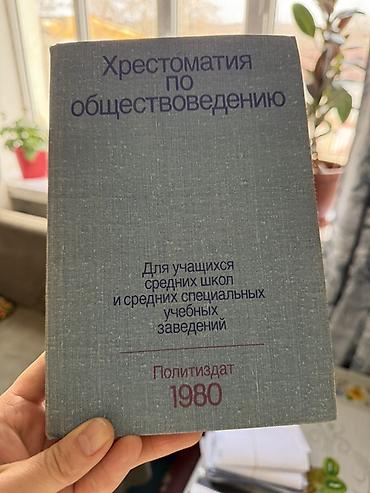 Хрестоматия
по
обществоведению
Для учащихся
средних школ
и средних специальных
учебных
заведений
Политиздат
1980